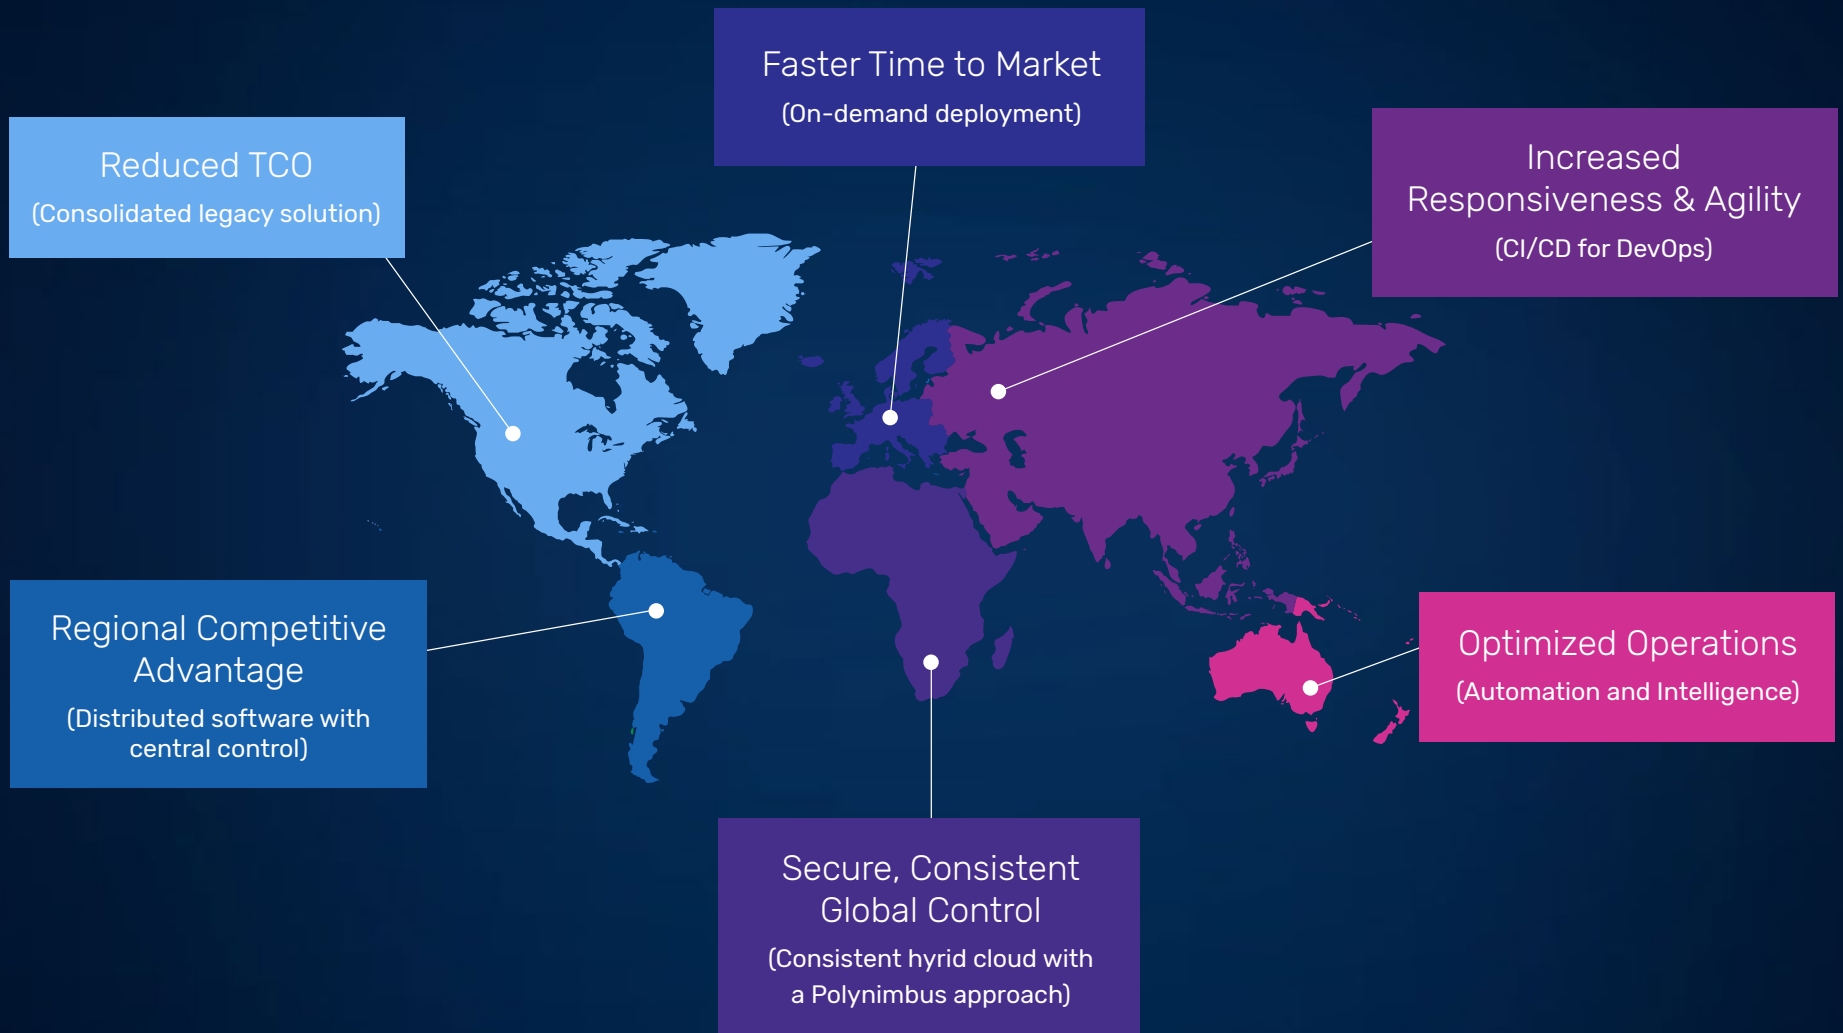 Faster Time to Market
(On-demand deployment)
Reduced TCO
(Consolidated legacy solution)
Increased
Responsiveness & Agility
(CI/CD for DevOps)
Regional Competitive
Advantage
(Distributed software with
central control)
Optimized Operations
(Automation and Intelligence)
Secure, Consistent
Global Control
(Consistent hyrid cloud with
a Polynimbus approach)